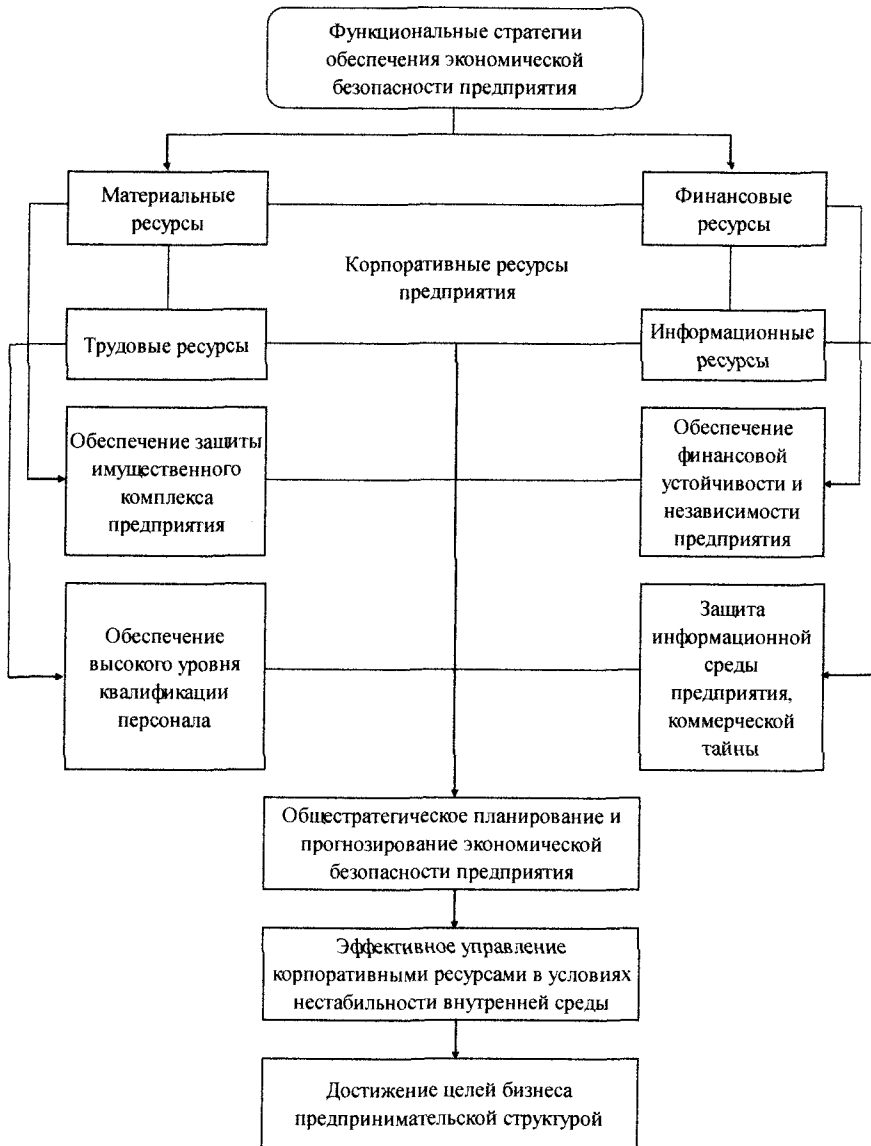 Функциональные стратегии
обеспечения экономической
безопасности предприятия
Материальные
ресурсы
Финансовые
ресурсы
Корпоративные ресурсы
предприятия
Трудовые ресурсы
Информационные
ресурсы
Обеспечение защиты
имущественного
комплекса
предприятия
Обеспечение
финансовой
устойчивости и
независимости
предприятия
Обеспечение
высокого уровня
квалификации
персонала
Защита
информационной
среды
предприятия,
коммерческой
тайны
Общестратегическое планирование и
прогнозирование экономической
безопасности предприятия
Эффективное управление
корпоративными ресурсами в условиях
нестабильности внутренней среды
Достижение целей бизнеса
предпринимательской структурой